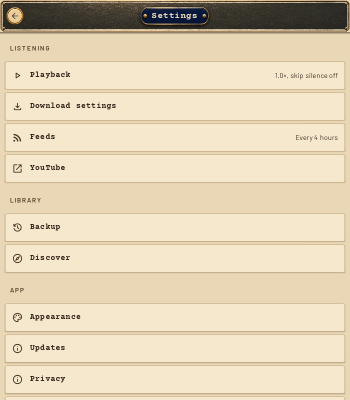 Settings
LISTENING
Playback 1.0×, skip silence off
Download settings
Feeds Every 4 hours
YouTube
LIBRARY
Backup
Discover
APP
Appearance
Updates
Privacy